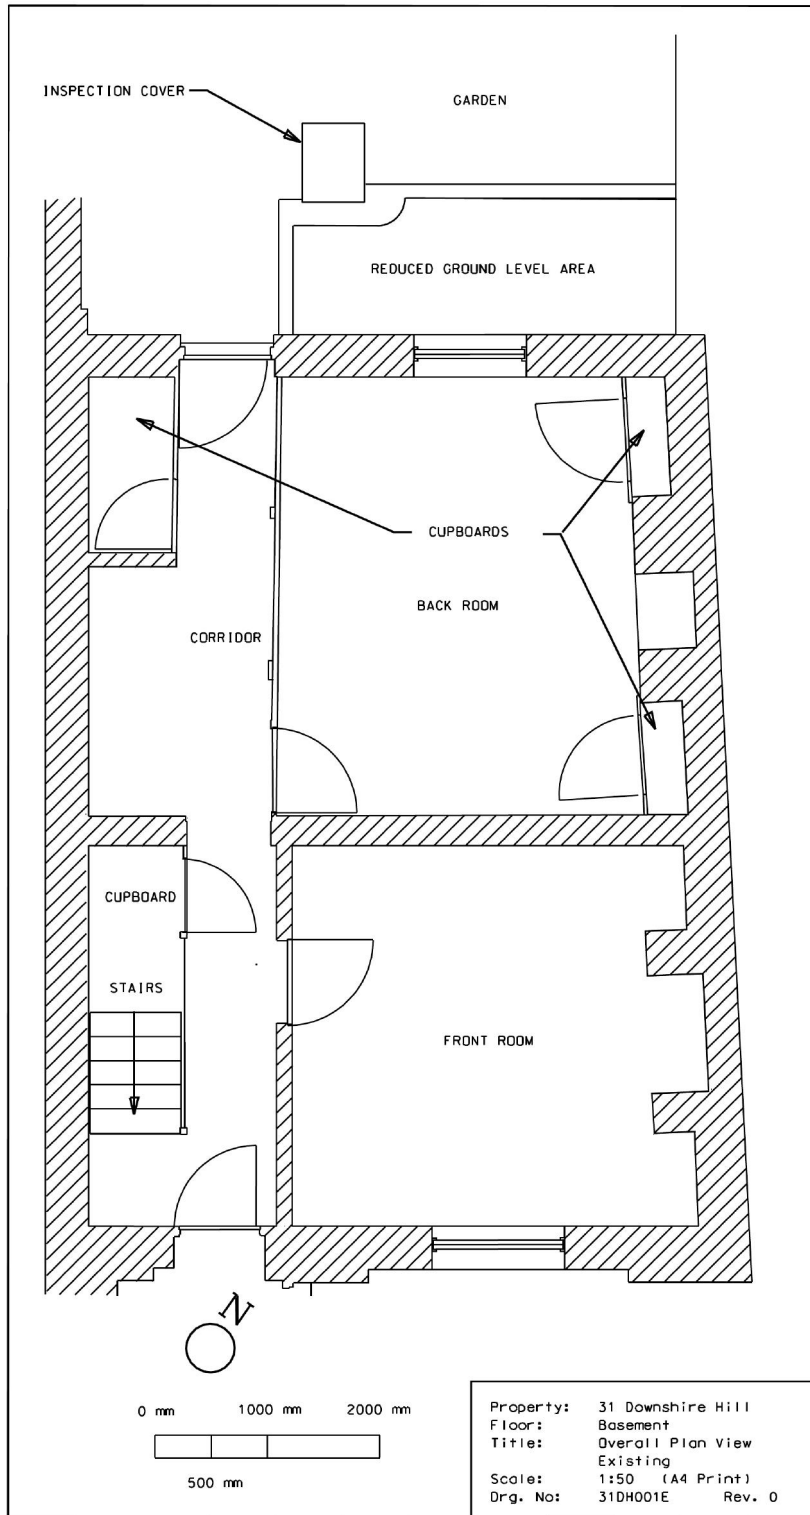 INSPECTION COVER
GARDEN
REDUCED GROUND LEVEL AREA
CUPBOARDS
BACK ROOM
CORRIDOR
CUPBOARD
STAIRS
FRONT ROOM
N
0 mm 1000 mm 2000 mm
500 mm
Property: 31 Downshire Hill
Floor: Basement
Title: Overall Plan View
Existing
Scale: 1:50 (A4 Print)
Drg. No: 31DH001E Rev. 0